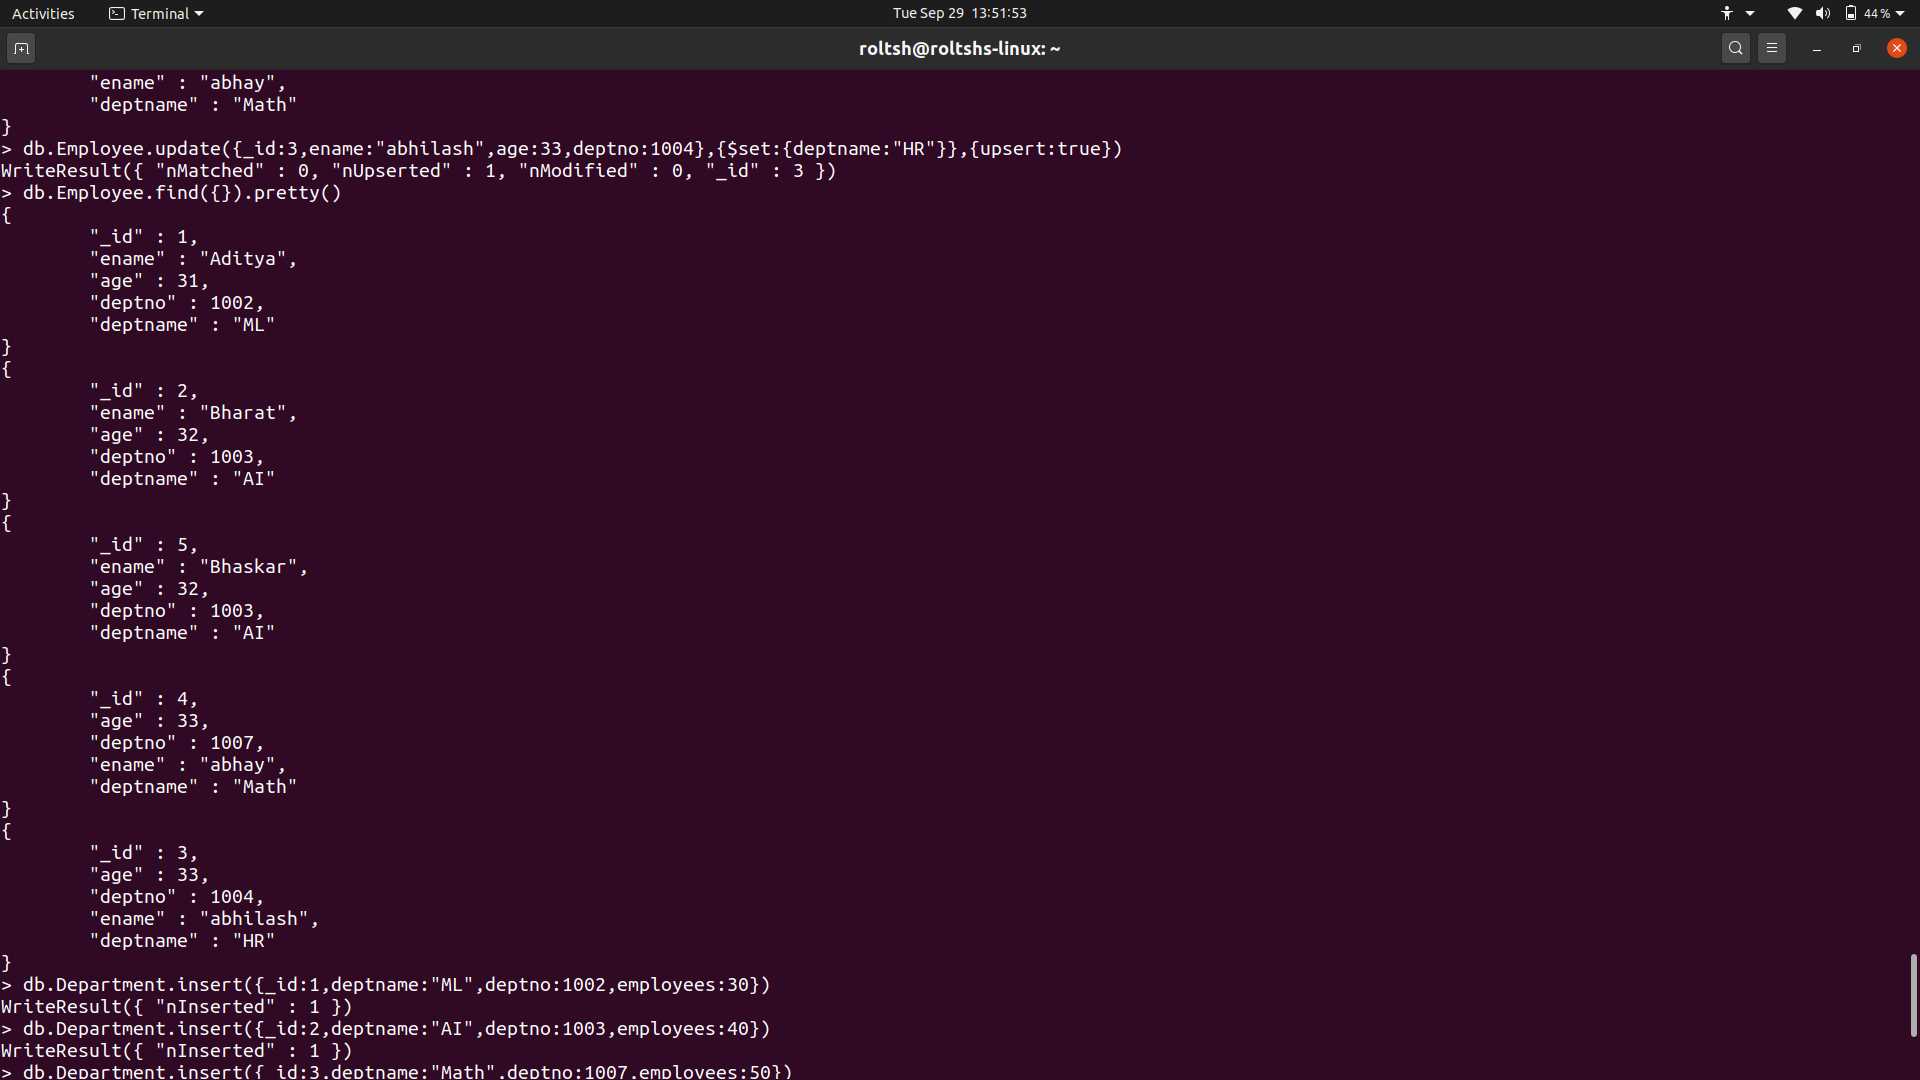 Activities Terminal Tue Sep 29 13:51:53 44%
roltsh@roltshs-linux: ~
"ename" : "abhay",
"deptname" : "Math"
}
> db.Employee.update({_id:3,ename:"abhilash",age:33,deptno:1004},{$set:{deptname:"HR"}},{upsert:true})
WriteResult({ "nMatched" : 0, "nUpserted" : 1, "nModified" : 0, "_id" : 3 })
> db.Employee.find({}).pretty()
{
"_id" : 1,
"ename" : "Aditya",
"age" : 31,
"deptno" : 1002,
"deptname" : "ML"
}
{
"_id" : 2,
"ename" : "Bharat",
"age" : 32,
"deptno" : 1003,
"deptname" : "AI"
}
{
"_id" : 5,
"ename" : "Bhaskar",
"age" : 32,
"deptno" : 1003,
"deptname" : "AI"
}
{
"_id" : 4,
"age" : 33,
"deptno" : 1007,
"ename" : "abhay",
"deptname" : "Math"
}
{
"_id" : 3,
"age" : 33,
"deptno" : 1004,
"ename" : "abhilash",
"deptname" : "HR"
}
> db.Department.insert({_id:1,deptname:"ML",deptno:1002,employees:30})
WriteResult({ "nInserted" : 1 })
> db.Department.insert({_id:2,deptname:"AI",deptno:1003,employees:40})
WriteResult({ "nInserted" : 1 })
> db.Department.insert({_id:3,deptname:"Math",deptno:1007,employees:50})